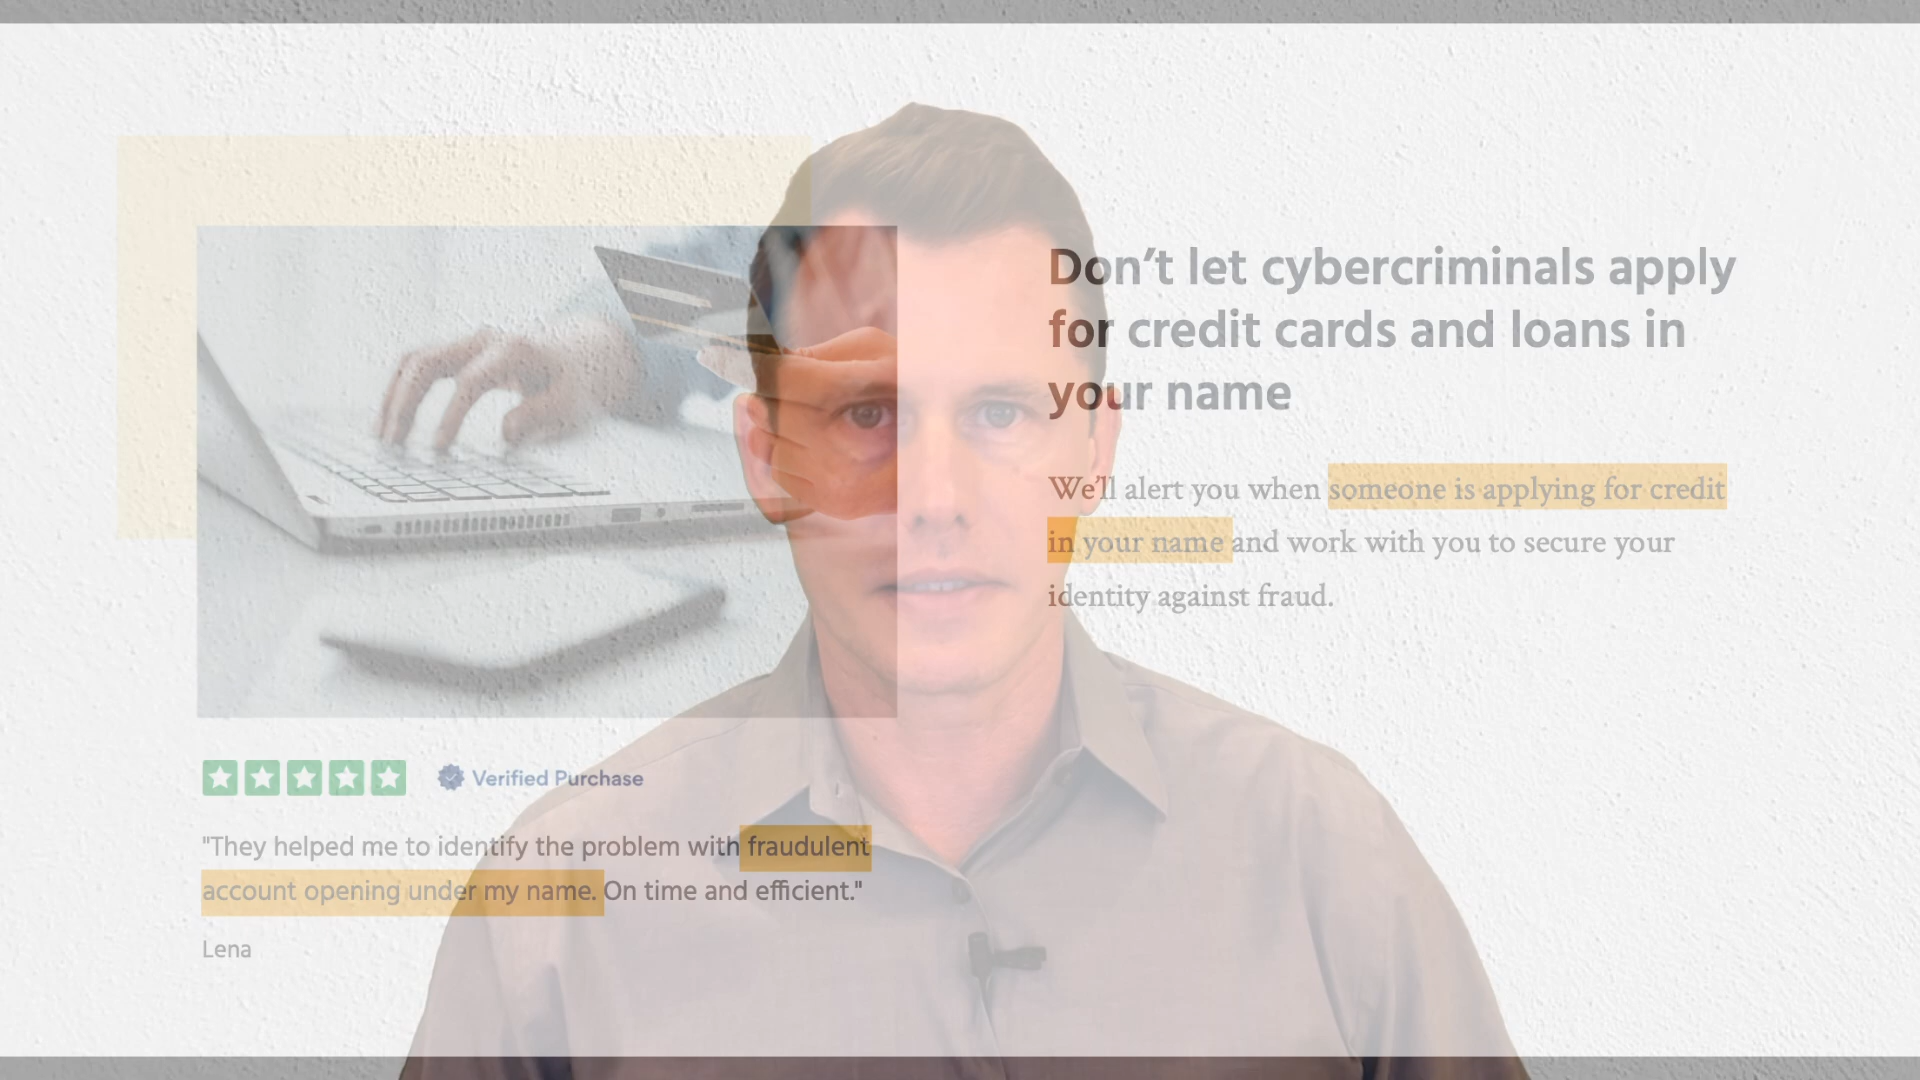 Don’t let cybercriminals apply
for credit cards and loans in
your name
We’ll alert you when someone is applying for credit
in your name and work with you to secure your
identity against fraud.
Verified Purchase
"They helped me to identify the problem with fraudulent
account opening under my name. On time and efficient."
Lena